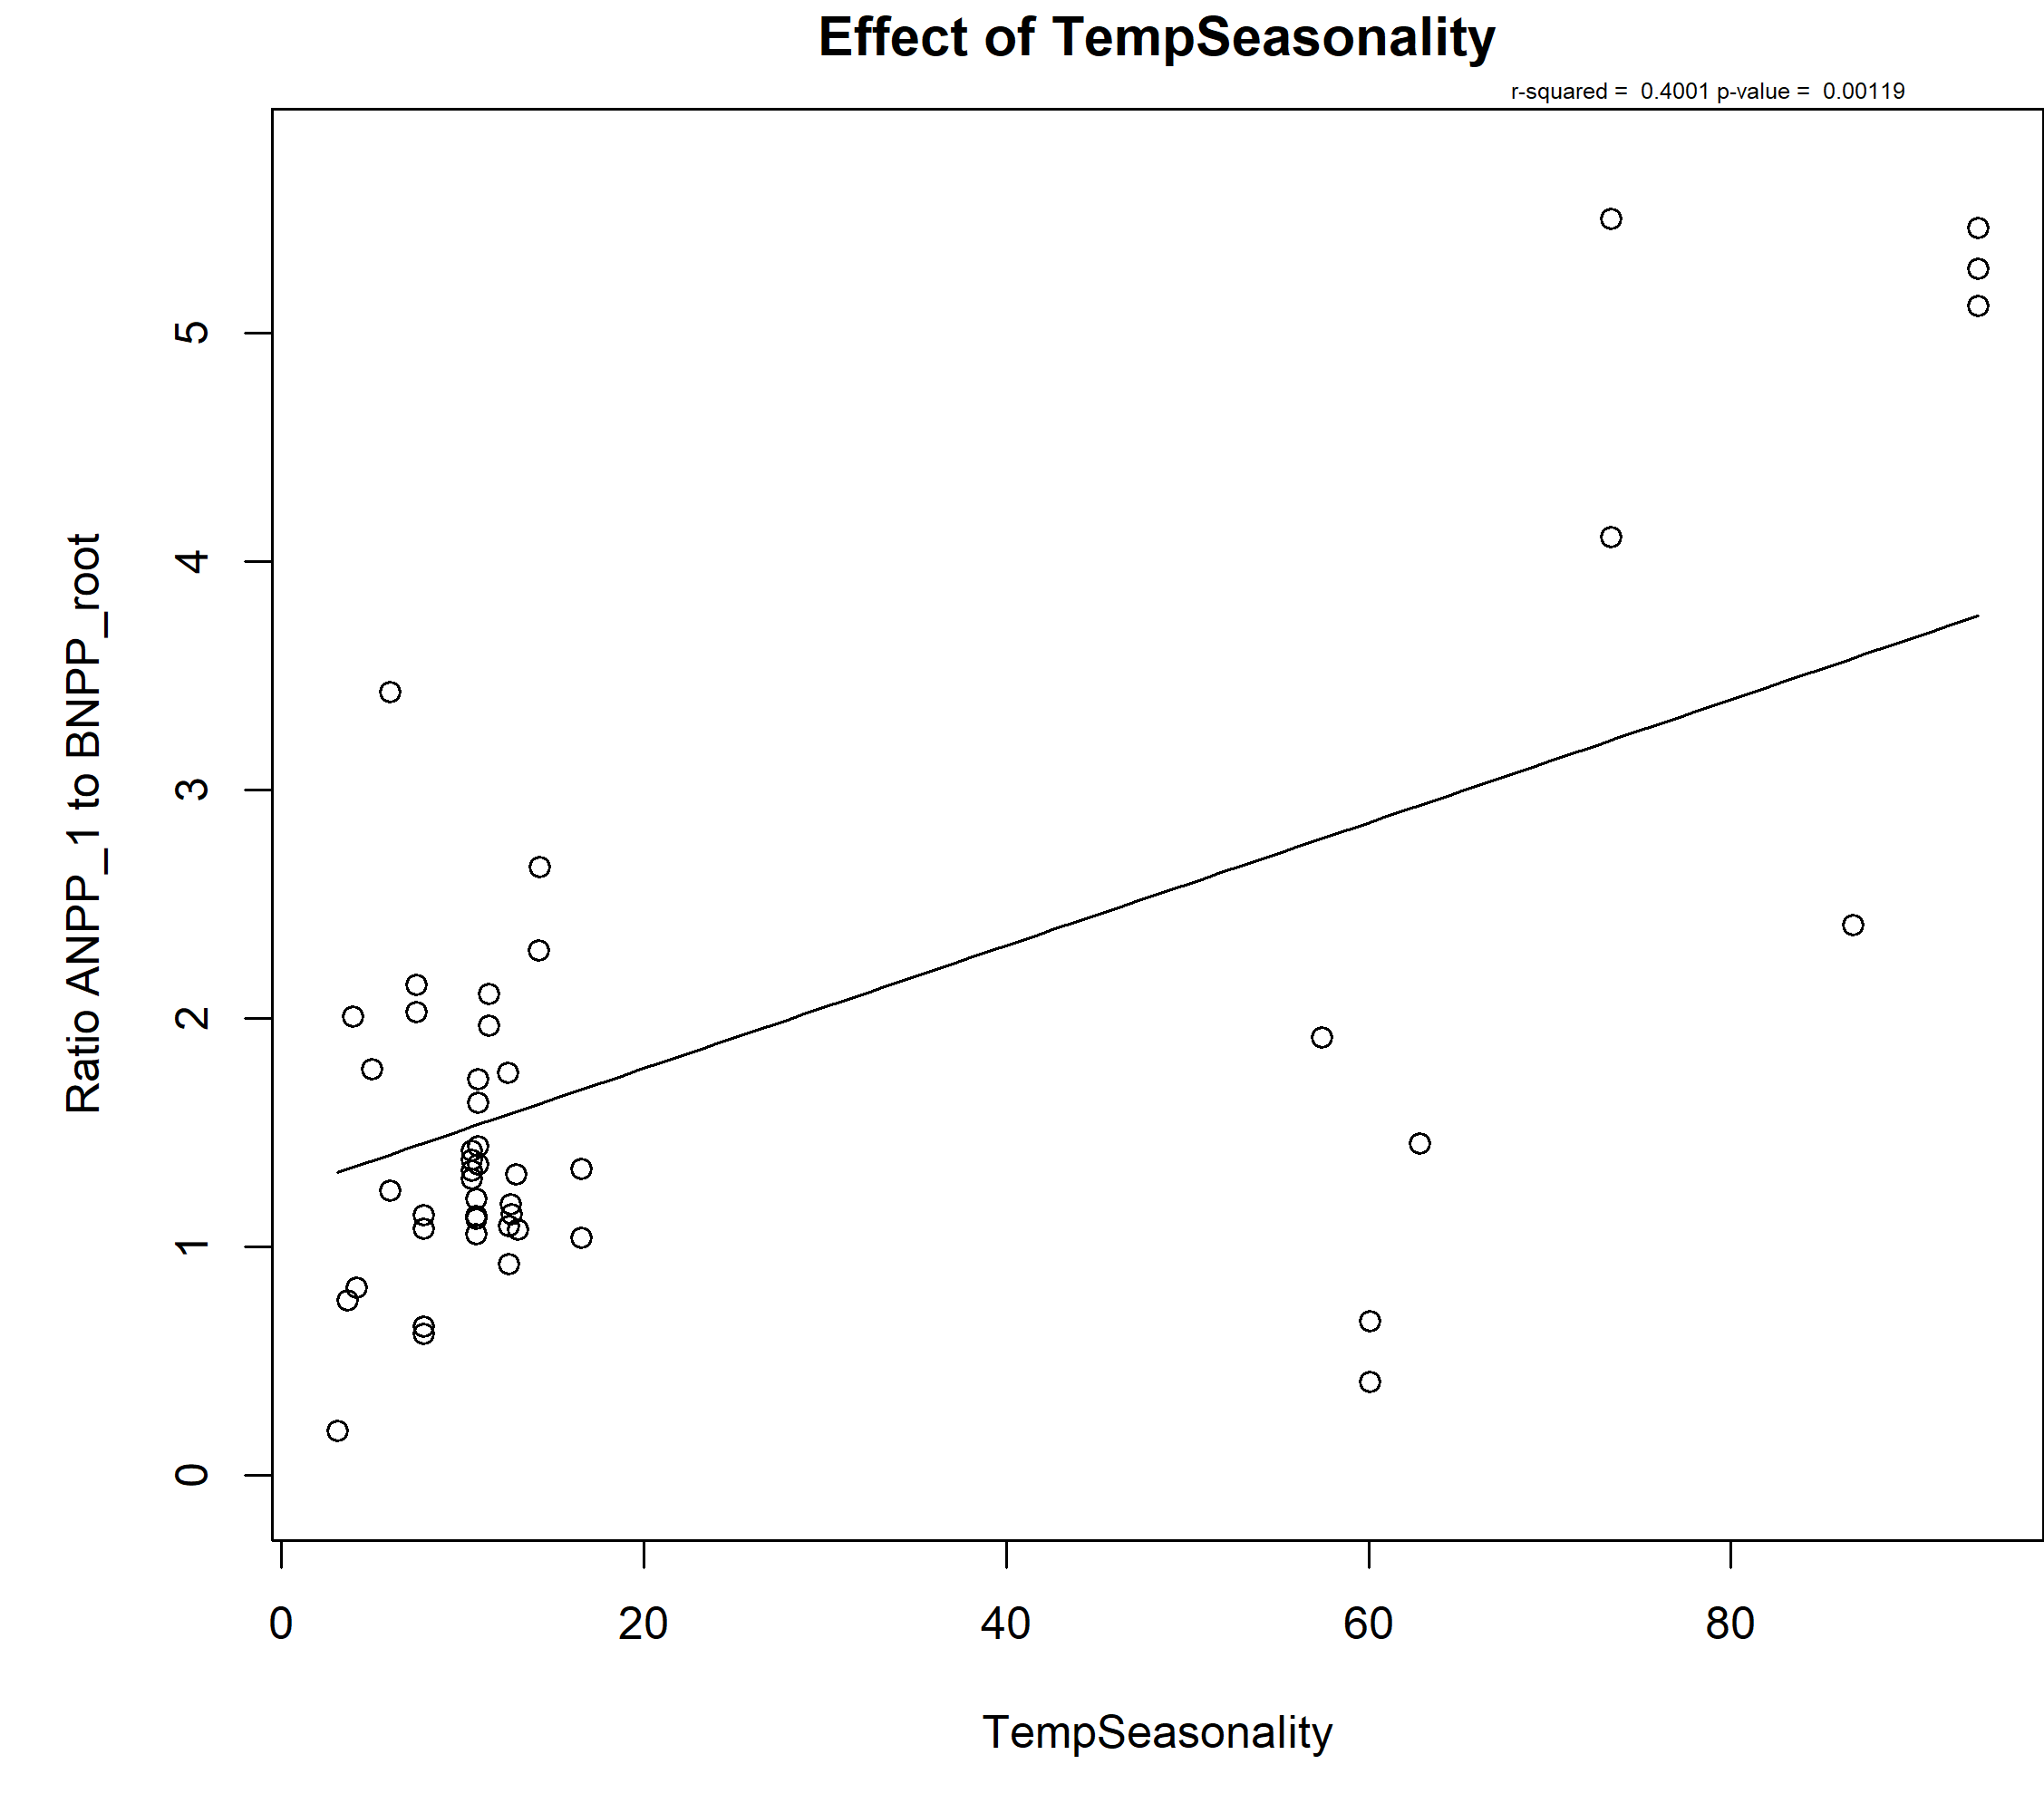 Effect of TempSeasonality
r-squared = 0.4001 p-value = 0.00119
Ratio ANPP_1 to BNPP_root
5
4
3
2
1
0
0 20 40 60 80
TempSeasonality